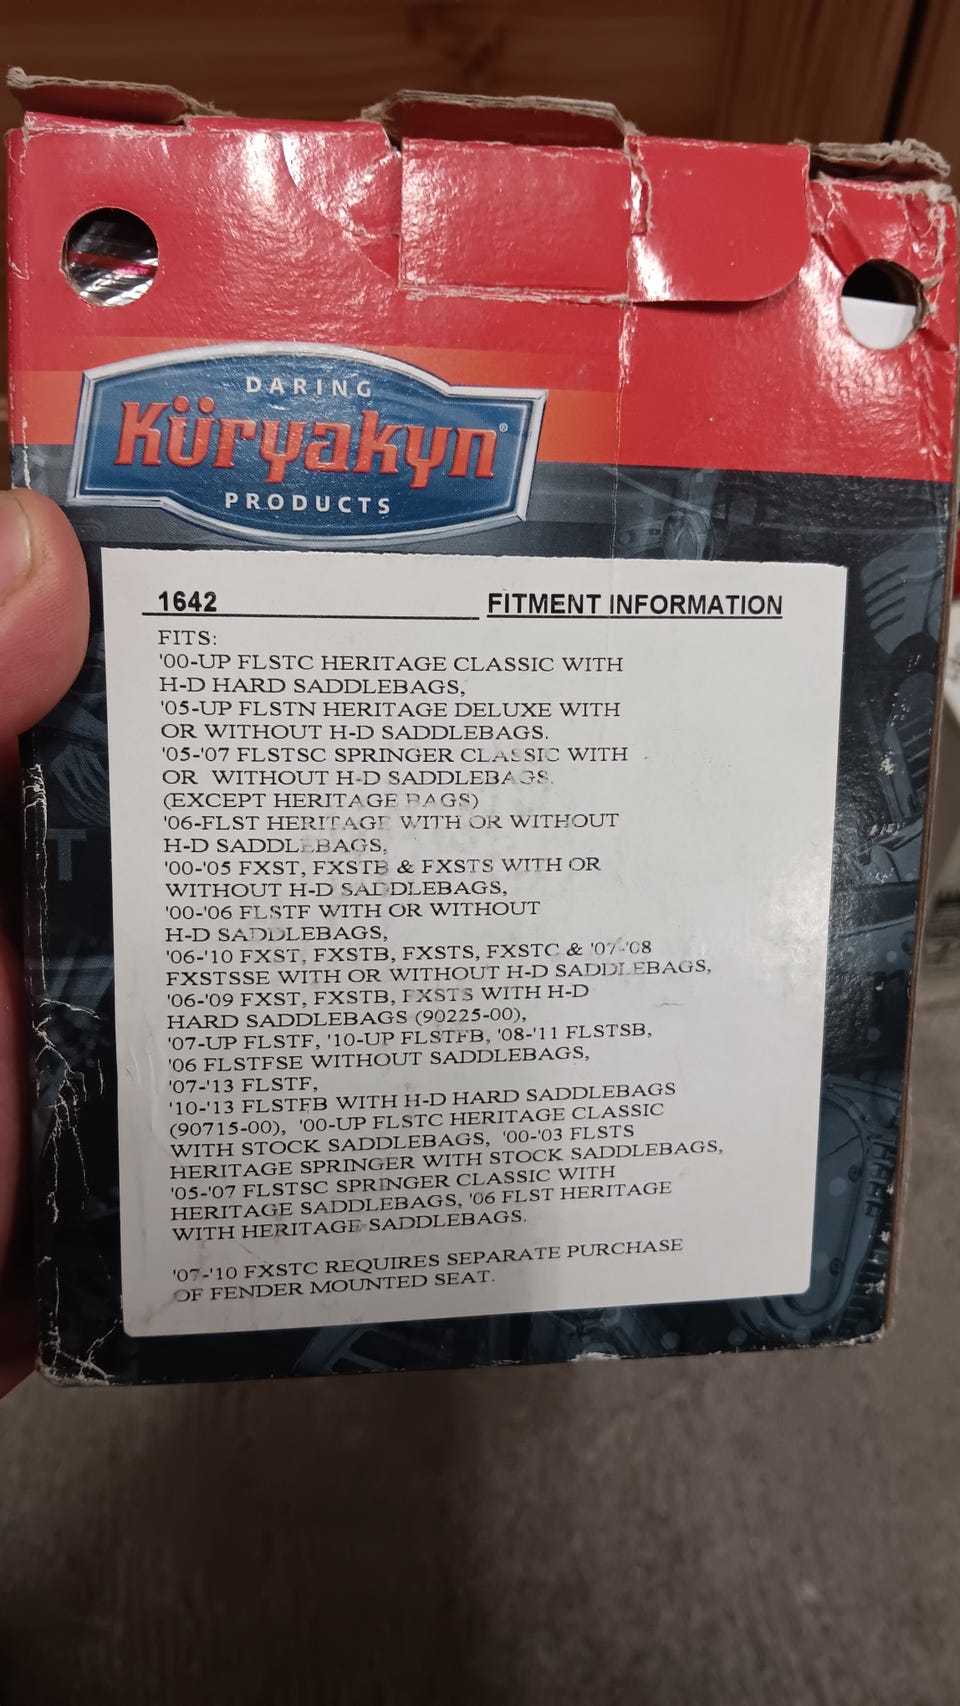 DARING
Küryakyn®
PRODUCTS
1642 FITMENT INFORMATION
FITS:
'00-UP FLSTC HERITAGE CLASSIC WITH
H-D HARD SADDLEBAGS,
'05-UP FLSTN HERITAGE DELUXE WITH
OR WITHOUT H-D SADDLEBAGS.
'05-'07 FLSTSC SPRINGER CLASSIC WITH
OR WITHOUT H-D SADDLEBAGS.
(EXCEPT HERITAGE BAGS)
'06-FLST HERITAGE WITH OR WITHOUT
H-D SADDLEBAGS,
'00-'05 FXST, FXSTB & FXSTS WITH OR
WITHOUT H-D SADDLEBAGS,
'00-'06 FLSTF WITH OR WITHOUT
H-D SADDLEBAGS,
'06-'10 FXST, FXSTB, FXSTS, FXSTC & '07-'08
FXSTSSE WITH OR WITHOUT H-D SADDLEBAGS,
'06-'09 FXST, FXSTB, FXSTS WITH H-D
HARD SADDLEBAGS (90225-00),
'07-UP FLSTF, '10-UP FLSTFB, '08-'11 FLSTSB,
'06 FLSTFSE WITHOUT SADDLEBAGS,
'07-'13 FLSTF,
'10-'13 FLSTFB WITH H-D HARD SADDLEBAGS
(90715-00), '00-UP FLSTC HERITAGE CLASSIC
WITH STOCK SADDLEBAGS, '00-'03 FLSTS
HERITAGE SPRINGER WITH STOCK SADDLEBAGS,
'05-'07 FLSTSC SPRINGER CLASSIC WITH
HERITAGE SADDLEBAGS, '06 FLST HERITAGE
WITH HERITAGE SADDLEBAGS.
'07-'10 FXSTC REQUIRES SEPARATE PURCHASE
OF FENDER MOUNTED SEAT.